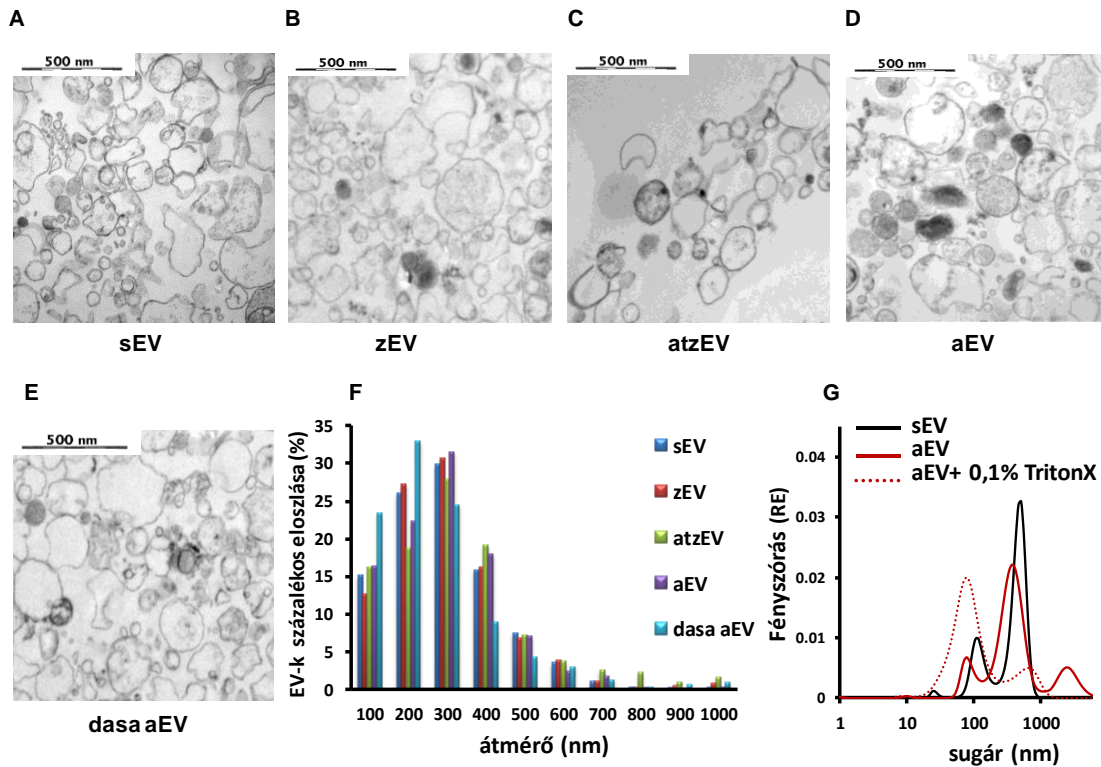 A
500 nm
sEV
B
500 nm
zEV
C
500 nm
atzEV
D
500 nm
aEV
E
500 nm
dasa aEV
F
EV-k százalékos eloszlása (%)
35
30
25
20
15
10
5
0
100 200 300 400 500 600 700 800 900 1000
átmérő (nm)
sEV
zEV
atzEV
aEV
dasa aEV
G
sEV
aEV
aEV+ 0,1% TritonX
Fényszórás (RE)
0.04
0.03
0.02
0.01
0
1 10 100 1000
sugár (nm)